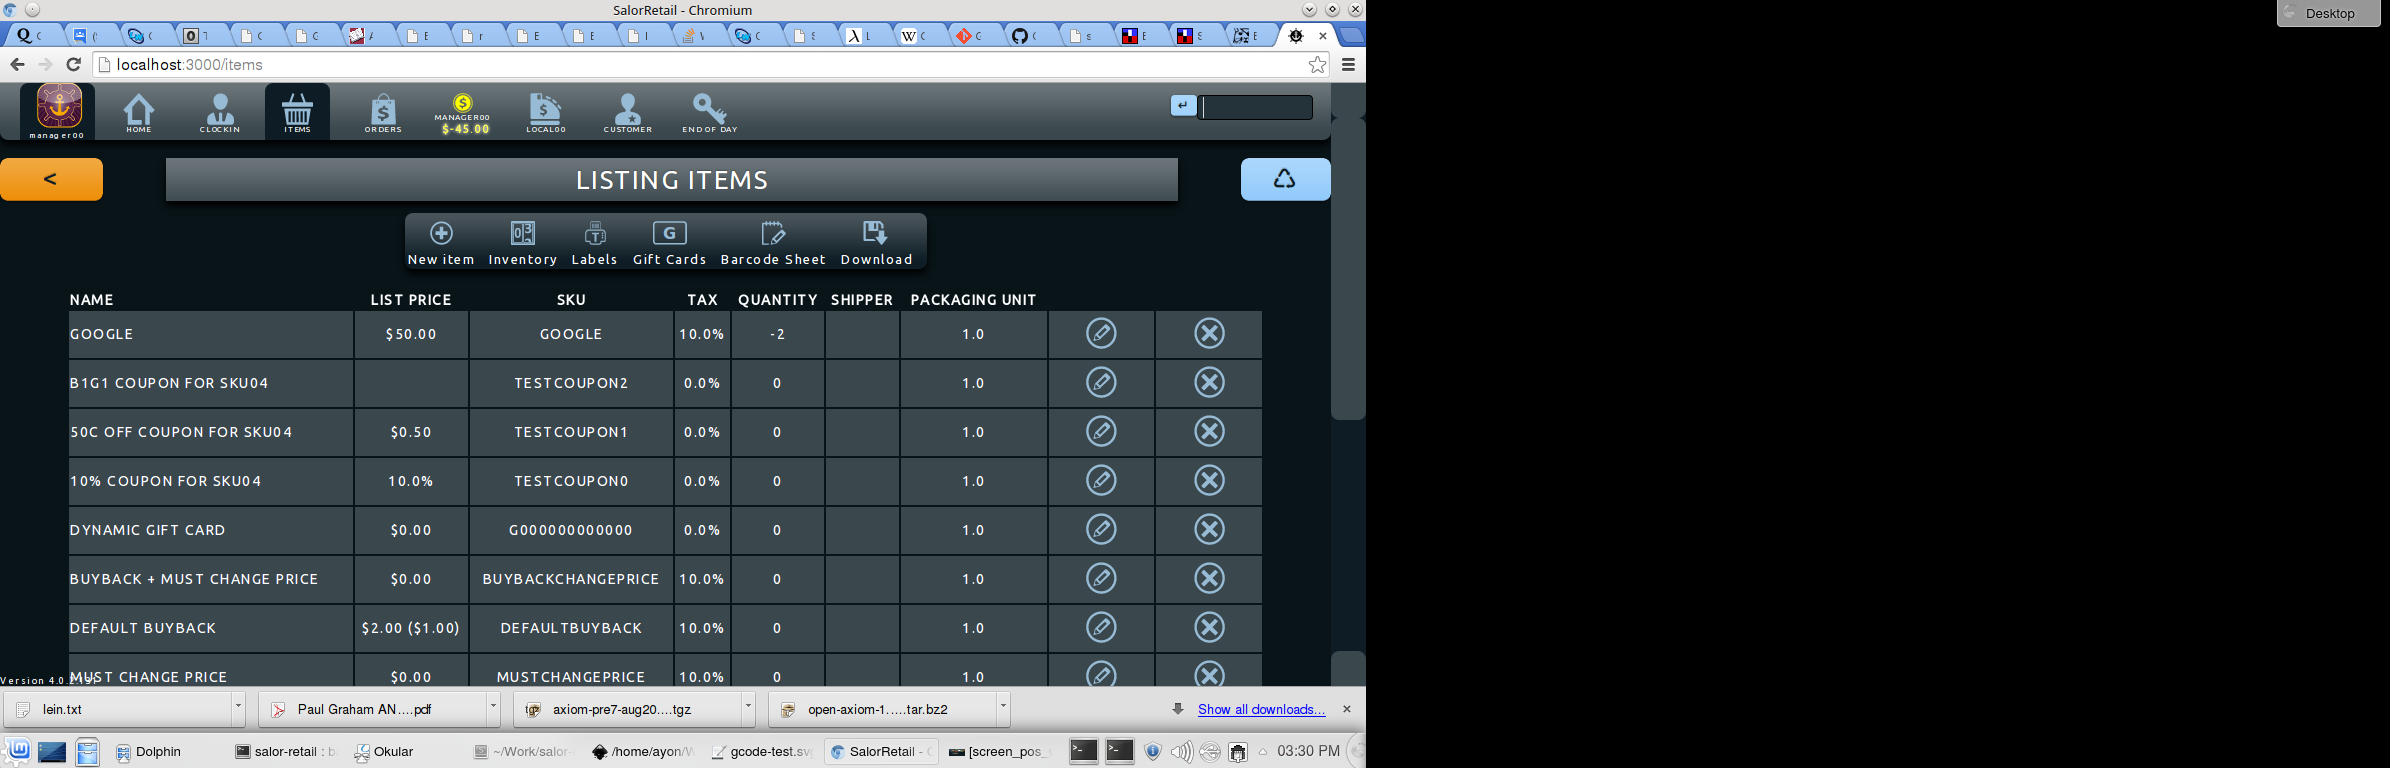 SalorRetail - Chromium
localhost:3000/items
manager00
HOME
CLOCKIN
ITEMS
ORDERS
MANAGER00
$-45.00
LOCAL00
CUSTOMER
END OF DAY
<
LISTING ITEMS
New item Inventory Labels Gift Cards Barcode Sheet Download
NAME LIST PRICE SKU TAX QUANTITY SHIPPER PACKAGING UNIT
GOOGLE $50.00 GOOGLE 10.0% -2 1.0
B1G1 COUPON FOR SKU04 TESTCOUPON2 0.0% 0 1.0
50C OFF COUPON FOR SKU04 $0.50 TESTCOUPON1 0.0% 0 1.0
10% COUPON FOR SKU04 10.0% TESTCOUPON0 0.0% 0 1.0
DYNAMIC GIFT CARD $0.00 G000000000000 0.0% 0 1.0
BUYBACK + MUST CHANGE PRICE $0.00 BUYBACKCHANGEPRICE 10.0% 0 1.0
DEFAULT BUYBACK $2.00 ($1.00) DEFAULTBUYBACK 10.0% 0 1.0
MUST CHANGE PRICE $0.00 MUSTCHANGEPRICE 10.0% 0 1.0
Version
lein.txt Paul Graham AN....pdf axiom-pre7-aug20....tgz open-axiom-1.....tar.bz2 Show all downloads...
Dolphin salor-retail : Okular ~/Work/salor- /home/ayon/ gcode-test.sv SalorRetail - [screen_pos_ 03:30 PM
Desktop